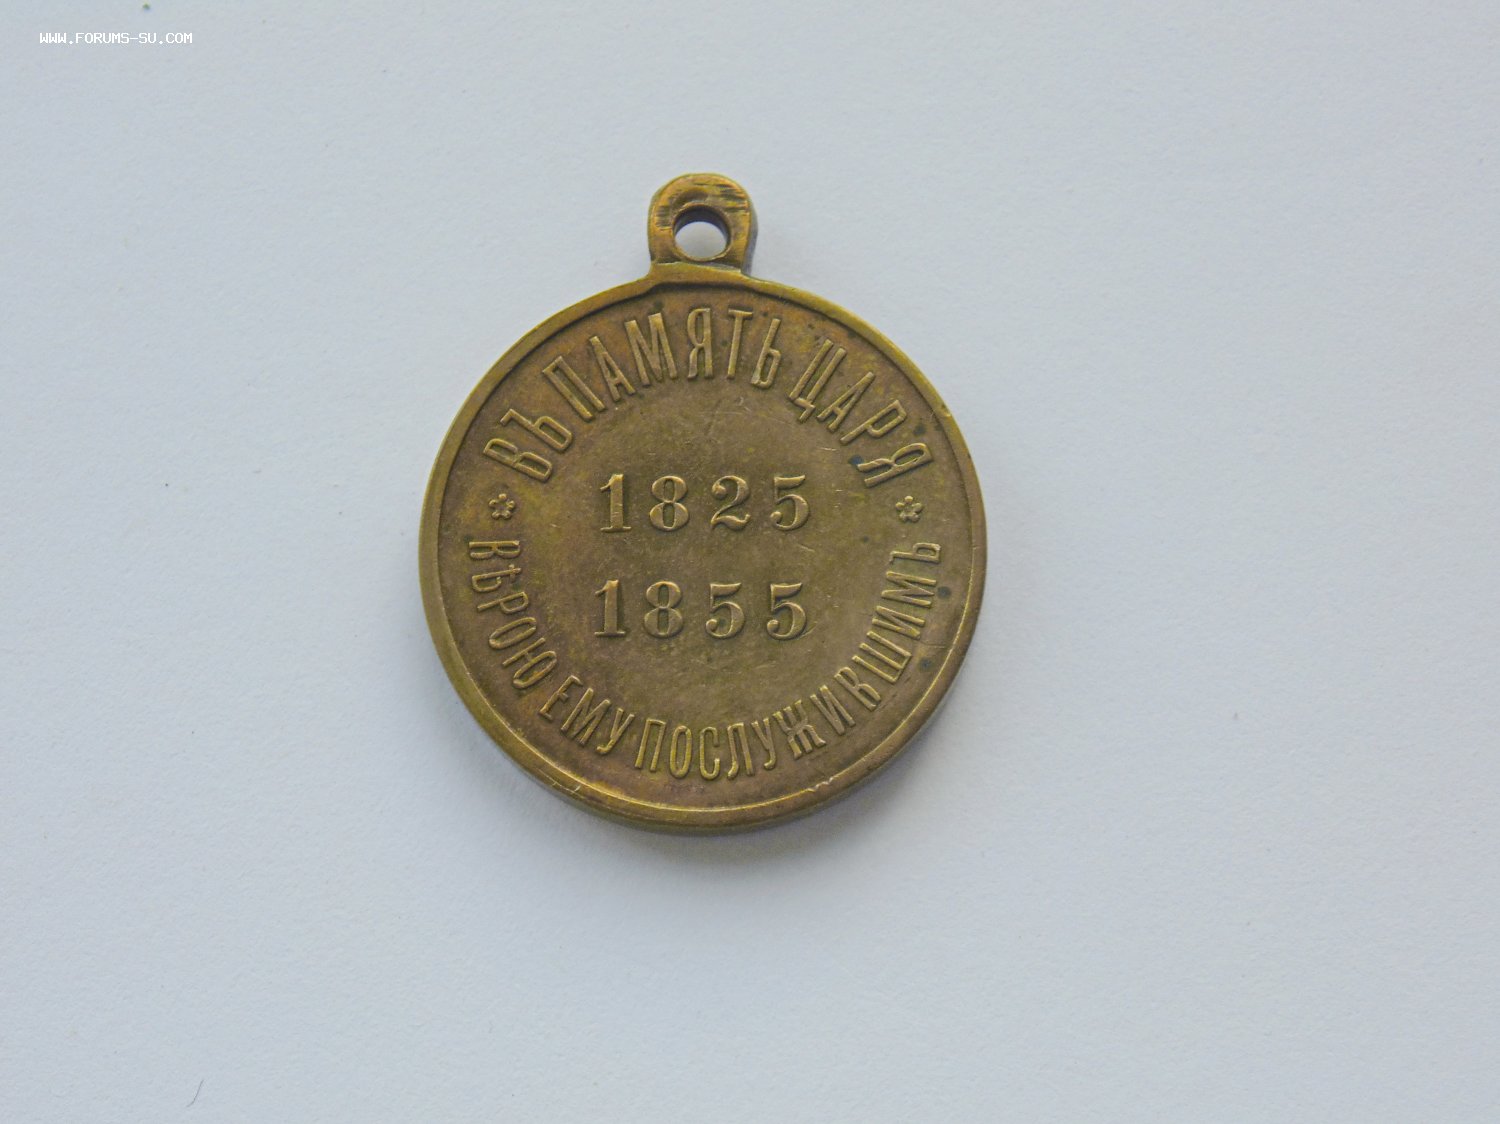 WWW.FORUMS-SU.COM
ВЪ ПАМЯТЬ ЦАРЯ
1825
1855
ВѢРОЮ ЕМУ ПОСЛУЖИВШИМЪ